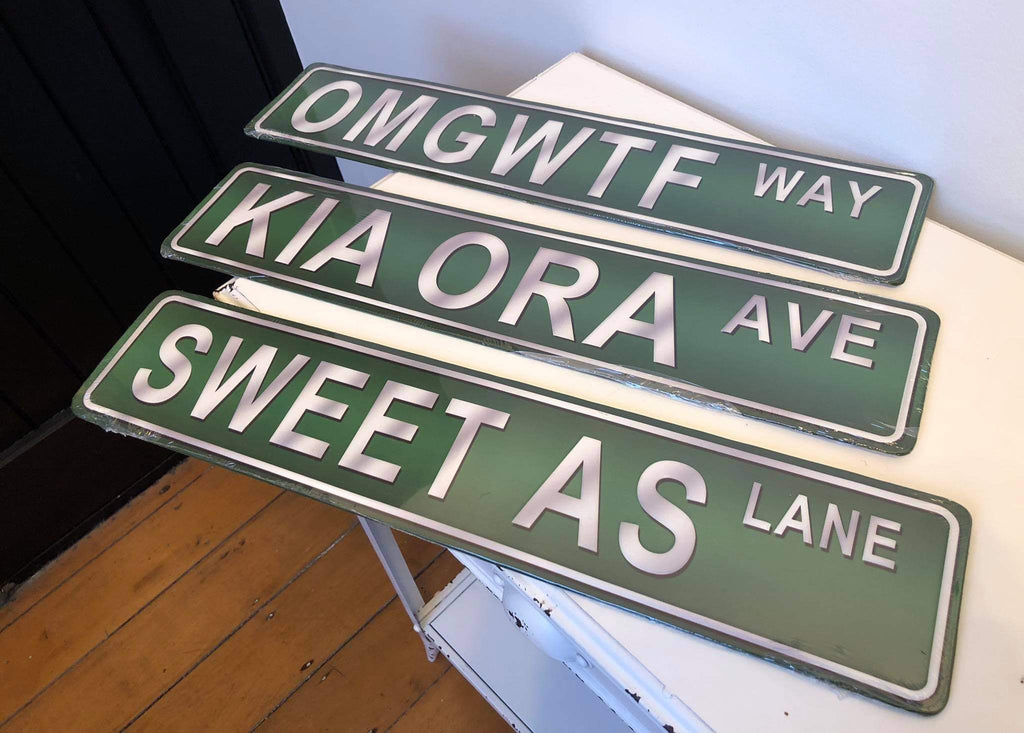 OMGWTF WAY
KIA ORA AVE
SWEET AS LANE